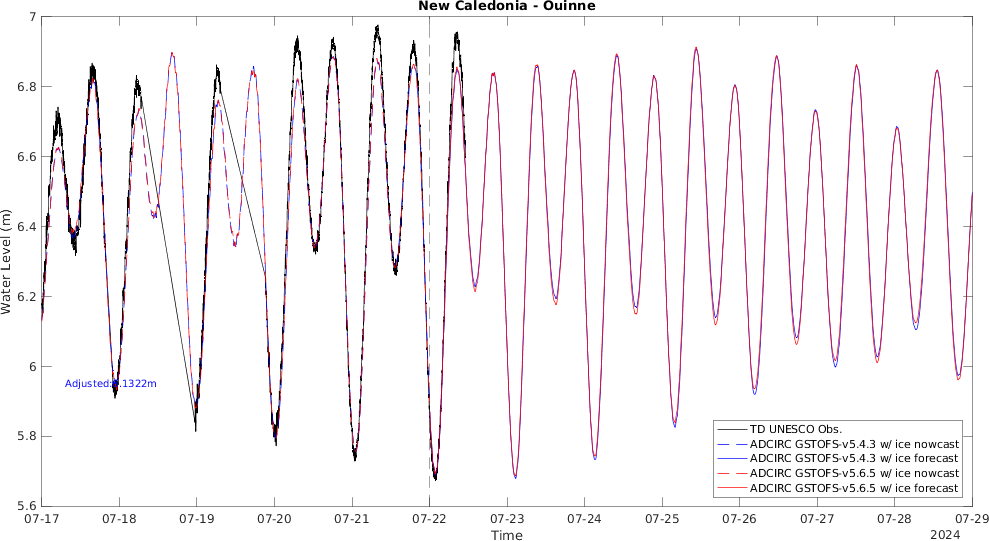 New Caledonia - Ouinne
7
6.8
6.6
6.4
6.2
6
5.8
5.6
Water Level (m)
Adjusted: .1322m
07-17 07-18 07-19 07-20 07-21 07-22 07-23 07-24 07-25 07-26 07-27 07-28 07-29
Time
2024
TD UNESCO Obs.
ADCIRC GSTOFS-v5.4.3 w/ ice nowcast
ADCIRC GSTOFS-v5.4.3 w/ ice forecast
ADCIRC GSTOFS-v5.6.5 w/ ice nowcast
ADCIRC GSTOFS-v5.6.5 w/ ice forecast